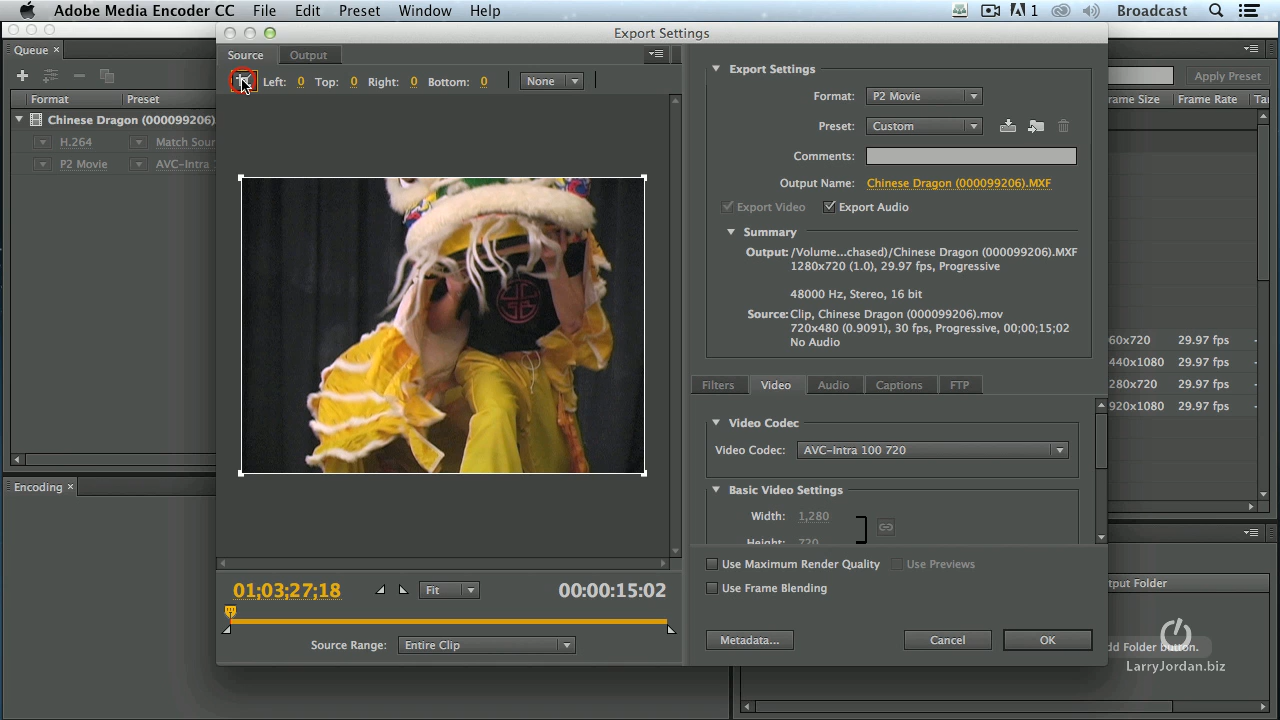 Adobe Media Encoder CC File Edit Preset Window Help 1 Broadcast
Export Settings
Queue ×
Source Output
Left: 0 Top: 0 Right: 0 Bottom: 0 None
Format Preset
Chinese Dragon (000099206)
H.264 Match Sour
P2 Movie AVC-Intra
Export Settings
Format: P2 Movie
Preset: Custom
Comments:
Output Name: Chinese Dragon (000099206).MXF
Export Video Export Audio
Summary
Output: /Volume...chased)/Chinese Dragon (000099206).MXF
1280x720 (1.0), 29.97 fps, Progressive
48000 Hz, Stereo, 16 bit
Source: Clip, Chinese Dragon (000099206).mov
720x480 (0.9091), 30 fps, Progressive, 00;00;15;02
No Audio
Filters Video Audio Captions FTP
Video Codec
Video Codec: AVC-Intra 100 720
Basic Video Settings
Width: 1,280
Height: 720
Use Maximum Render Quality Use Previews
Use Frame Blending
Metadata... Cancel OK
01;03;27;18 Fit 00:00:15:02
Source Range: Entire Clip
Encoding ×
Apply Preset
rame Size Frame Rate Tar
60x720 29.97 fps -
440x1080 29.97 fps -
280x720 29.97 fps -
920x1080 29.97 fps -
tput Folder
dd Folder button.
LarryJordan.biz